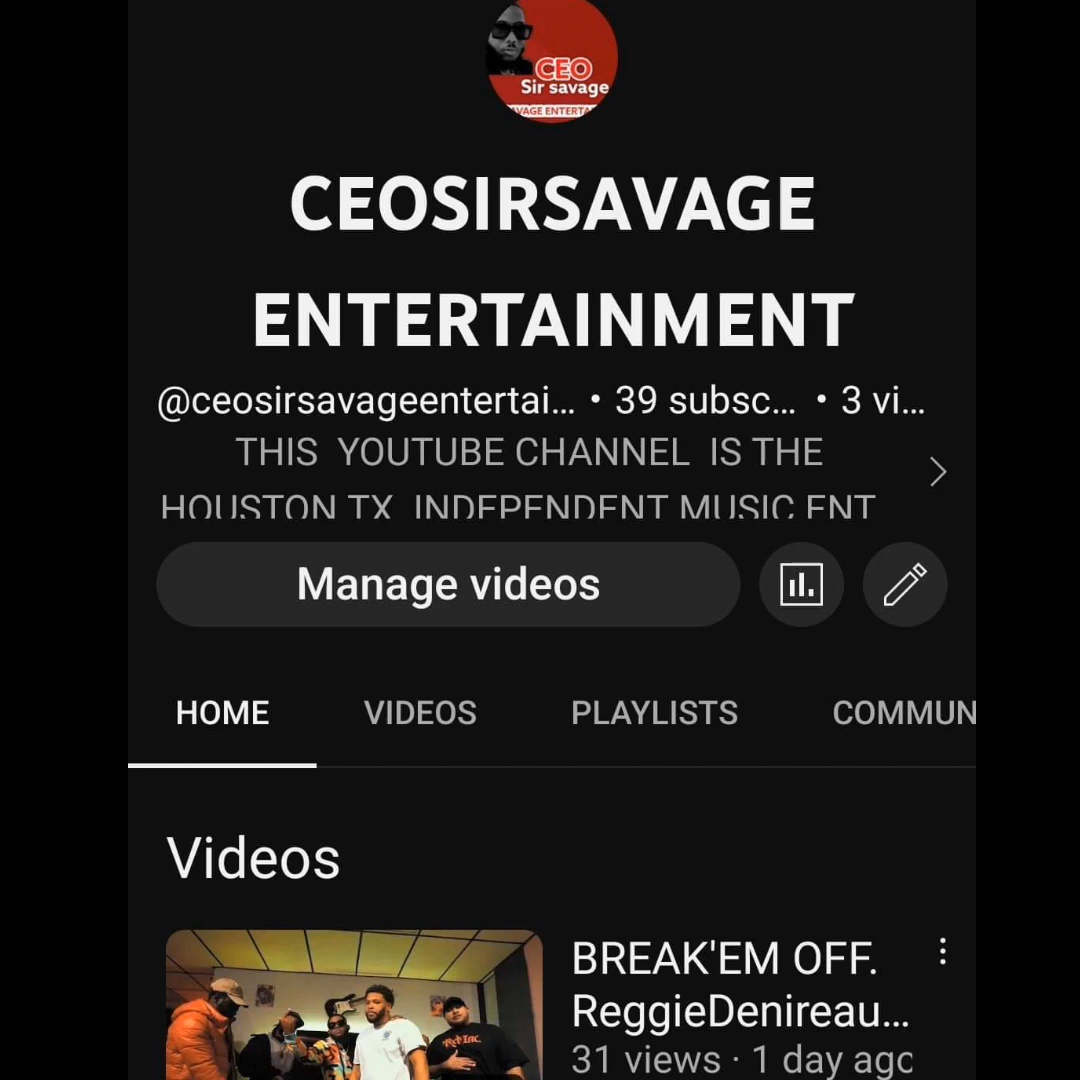 CEO
Sir savage
CEOSIRSAVAGE
ENTERTAINMENT
@ceosirsavageentertai... • 39 subsc... • 3 vi...
THIS YOUTUBE CHANNEL IS THE
HOUSTON TX INDEPENDENT MUSIC ENT
Manage videos
HOME VIDEOS PLAYLISTS COMMUN
Videos
BREAK'EM OFF.
ReggieDenireau...
31 views · 1 day ago